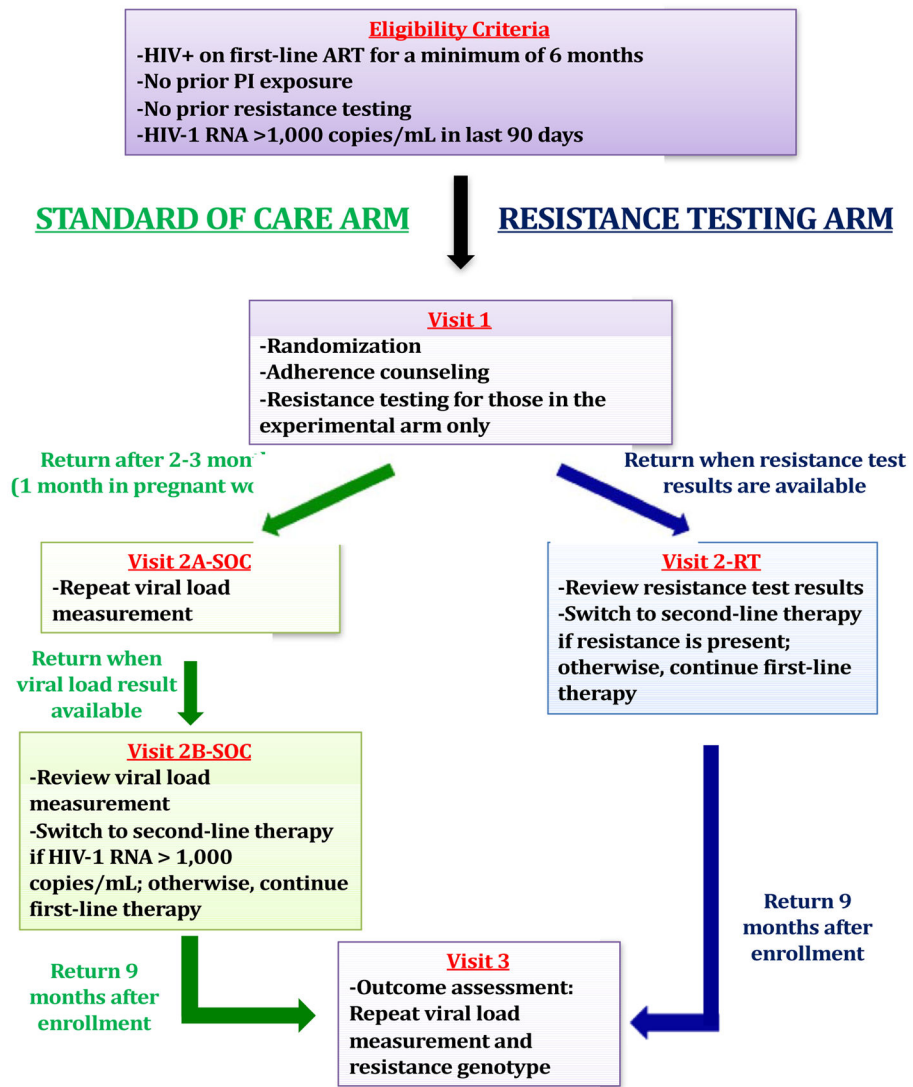 Eligibility Criteria
-HIV+ on first-line ART for a minimum of 6 months
-No prior PI exposure
-No prior resistance testing
-HIV-1 RNA >1,000 copies/mL in last 90 days
STANDARD OF CARE ARM
RESISTANCE TESTING ARM
Visit 1
-Randomization
-Adherence counseling
-Resistance testing for those in the
experimental arm only
Return after 2-3
(1 month in pregnant
Return when resistance test
results are available
Visit 2A-SOC
-Repeat viral load
measurement
Visit 2-RT
-Review resistance test results
-Switch to second-line therapy
if resistance is present;
otherwise, continue first-line
therapy
Return when
viral load result
available
Visit 2B-SOC
-Review viral load
measurement
-Switch to second-line therapy
if HIV-1 RNA > 1,000
copies/mL; otherwise, continue
first-line therapy
Return 9
months after
enrollment
Return 9
months after
enrollment
Visit 3
-Outcome assessment:
Repeat viral load
measurement and
resistance genotype